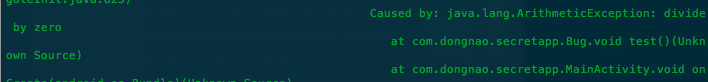 Caused by: java.lang.ArithmeticException: divide
by zero
at com.dongnao.secretapp.Bug.void test()(Unkn
own Source)
at com.dongnao.secretapp.MainActivity.void on